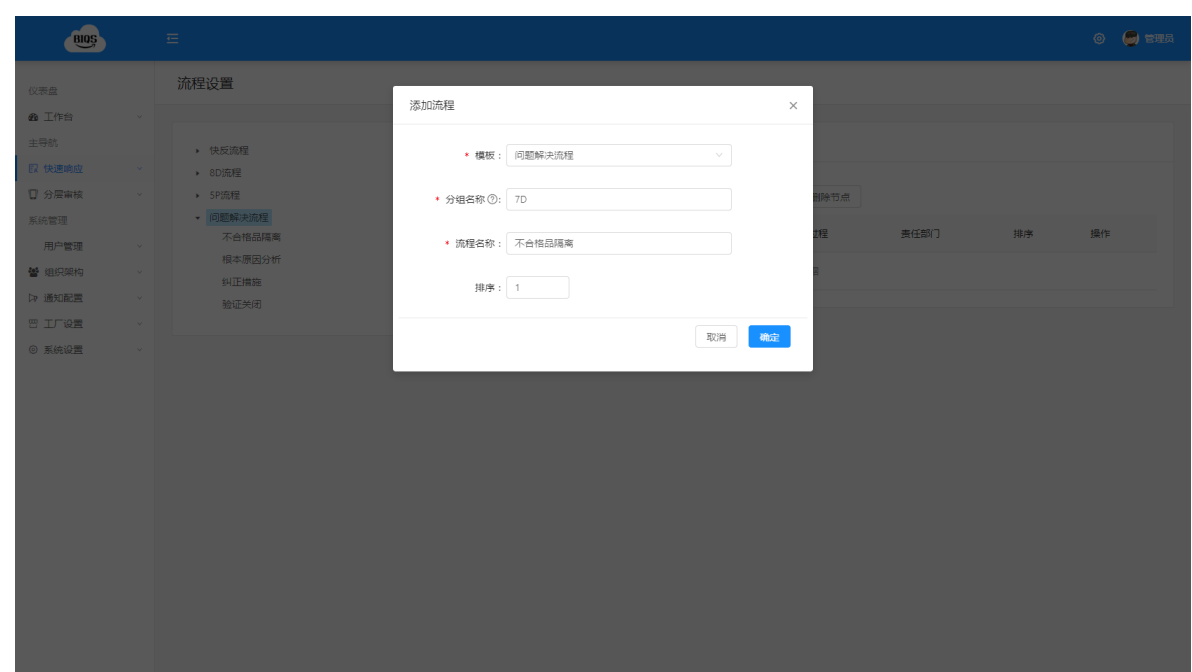 BIQS
管理员
仪表盘
工作台
主导航
快速响应
分层审核
系统管理
用户管理
组织架构
通知配置
工厂设置
系统设置
流程设置
快反流程
8D流程
5P流程
问题解决流程
不合格品隔离
根本原因分析
纠正措施
验证关闭
添加流程
* 模板： 问题解决流程
* 分组名称 ?: 7D
* 流程名称： 不合格品隔离
排序： 1
取消 确定
删除节点
过程 责任部门 排序 操作